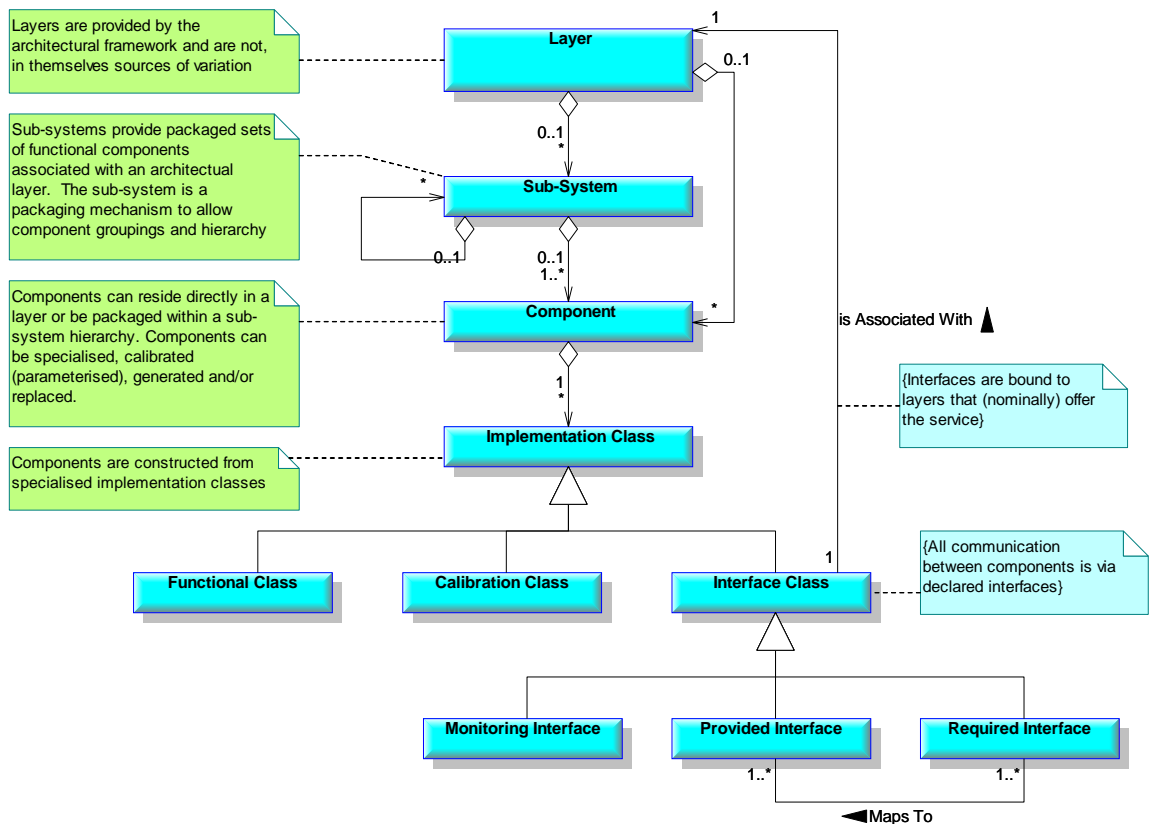 Layers are provided by the
architectural framework and are not,
in themselves sources of variation
1
Layer
0..1
0..1
*
Sub-systems provide packaged sets
of functional components
associated with an architectual
layer.  The sub-system is a
packaging mechanism to allow
component groupings and hierarchy
*
Sub-System
0..1
0..1
1..*
Components can reside directly in a
layer or be packaged within a sub-
system hierarchy. Components can
be specialised, calibrated
(parameterised), generated and/or
replaced.
Component
*
is Associated With
1
*
{Interfaces are bound to
layers that (nominally) offer
the service}
Components are constructed from
specialised implementation classes
Implementation Class
{All communication
between components is via
declared interfaces}
1
Functional Class
Calibration Class
Interface Class
Monitoring Interface
Provided Interface
Required Interface
1..*
1..*
Maps To